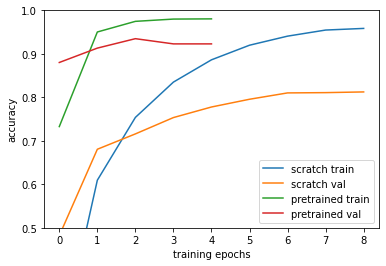 1.0
0.9
0.8
0.7
0.6
0.5
accuracy
0 1 2 3 4 5 6 7 8
training epochs
scratch train
scratch val
pretrained train
pretrained val